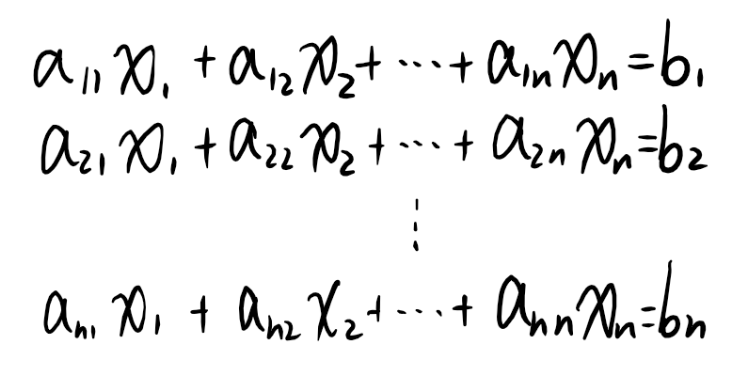 a₁₁x₁ + a₁₂x₂ + ⋯ + a₁ₙxₙ = b₁
a₂₁x₁ + a₂₂x₂ + ⋯ + a₂ₙxₙ = b₂
⋮
aₙ₁x₁ + aₙ₂x₂ + ⋯ + aₙₙxₙ = bₙ